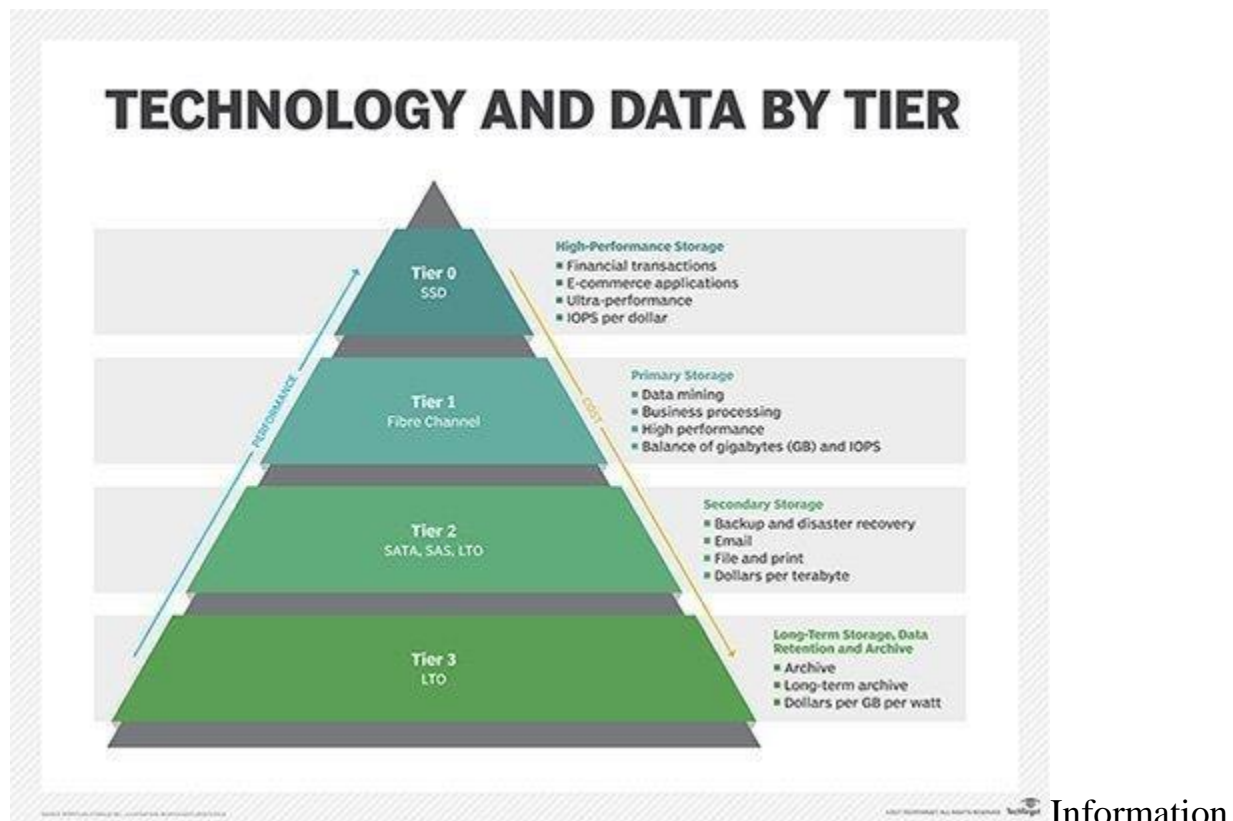 TECHNOLOGY AND DATA BY TIER
Tier 0
SSD
High-Performance Storage
▪ Financial transactions
▪ E-commerce applications
▪ Ultra-performance
▪ IOPS per dollar
PERFORMANCE
COST
Tier 1
Fibre Channel
Primary Storage
▪ Data mining
▪ Business processing
▪ High performance
▪ Balance of gigabytes (GB) and IOPS
Tier 2
SATA, SAS, LTO
Secondary Storage
▪ Backup and disaster recovery
▪ Email
▪ File and print
▪ Dollars per terabyte
Tier 3
LTO
Long-Term Storage, Data
Retention and Archive
▪ Archive
▪ Long-term archive
▪ Dollars per GB per watt
TechTarget
Information